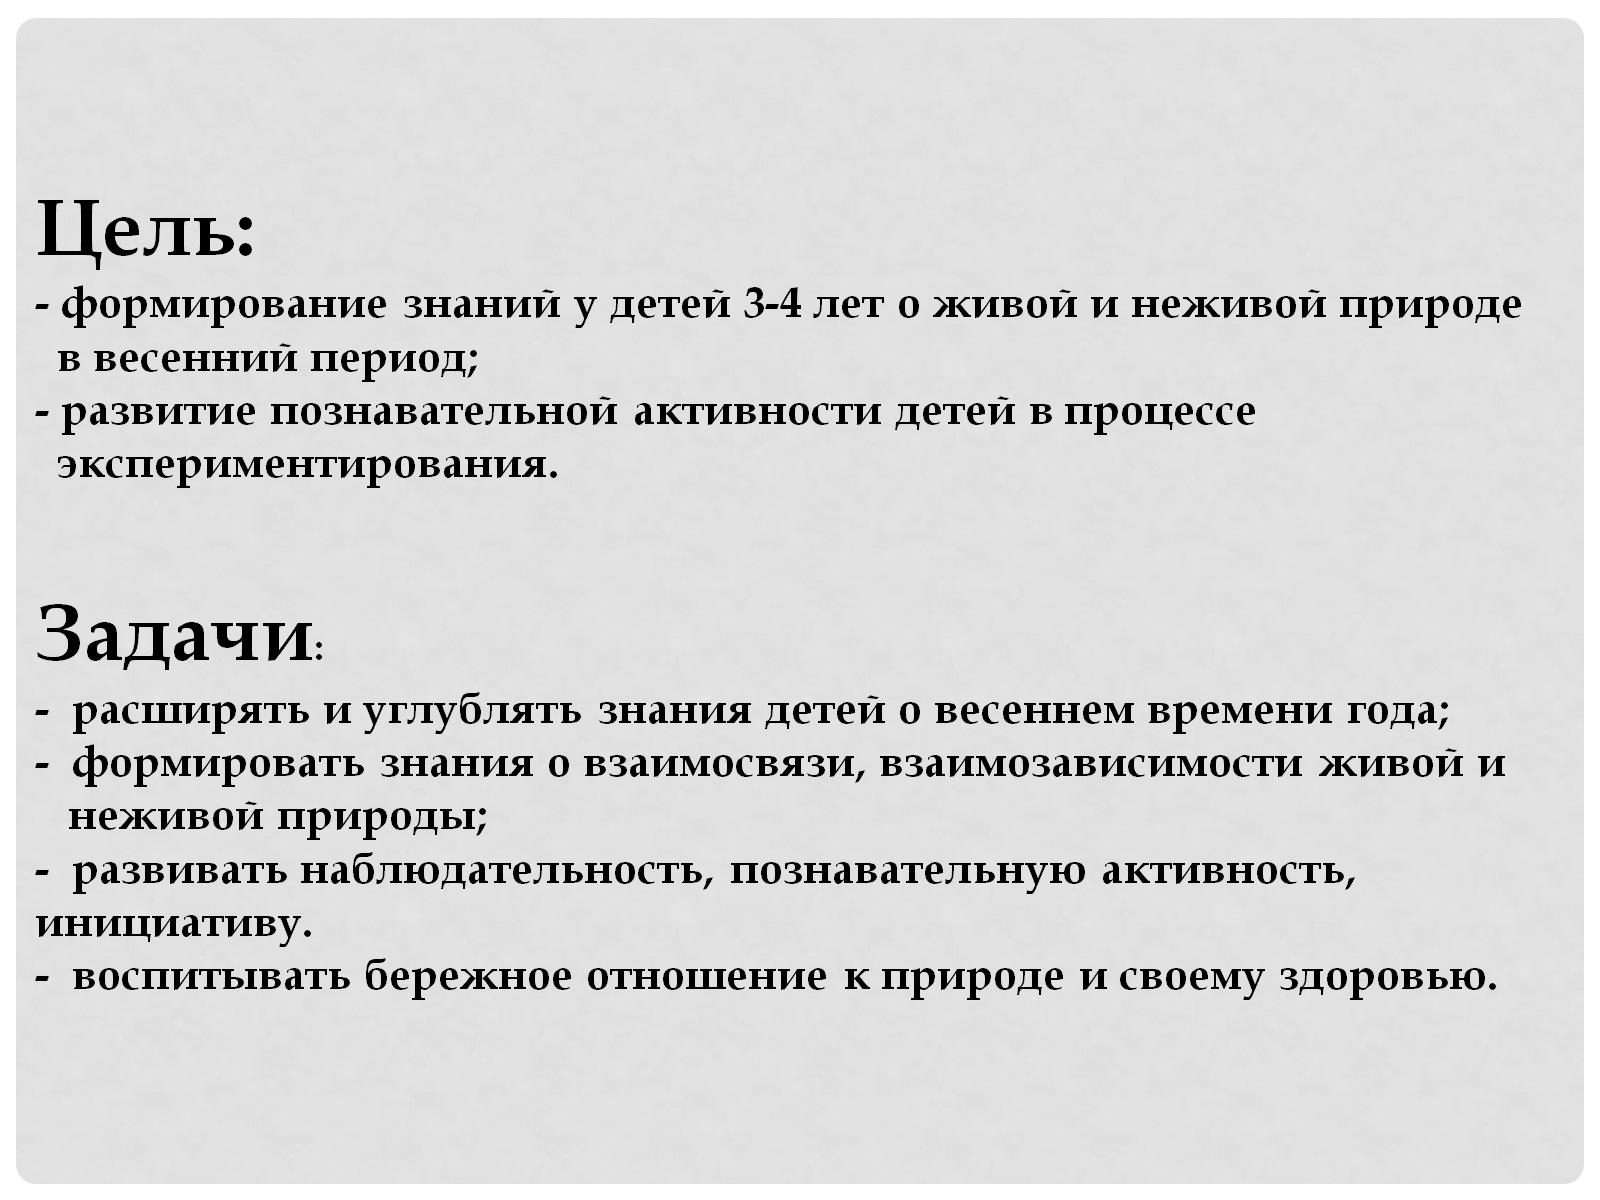 Цель:
- формирование знаний у детей 3-4 лет о живой и неживой природе
в весенний период;
- развитие познавательной активности детей в процессе
экспериментирования.
Задачи:
- расширять и углублять знания детей о весеннем времени года;
- формировать знания о взаимосвязи, взаимозависимости живой и
неживой природы;
- развивать наблюдательность, познавательную активность,
инициативу.
- воспитывать бережное отношение к природе и своему здоровью.